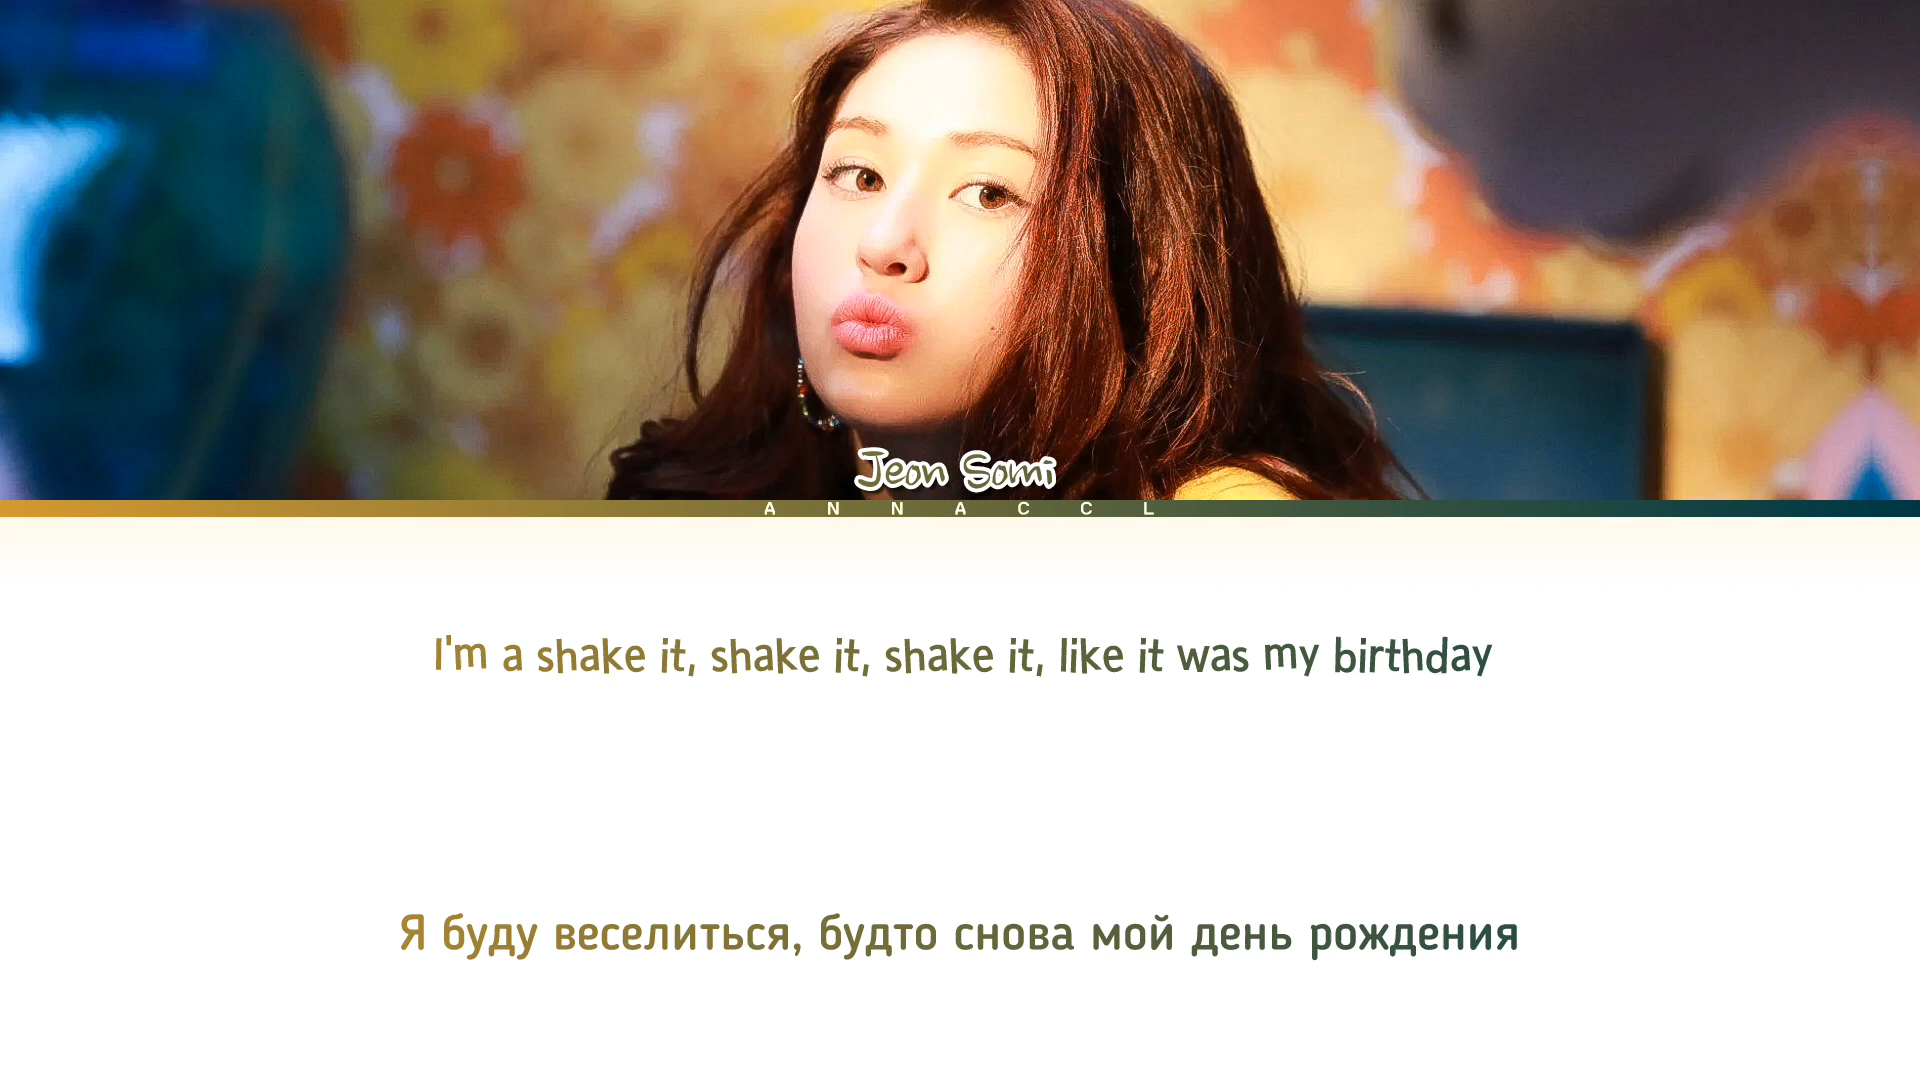 Jeon Somi
ANNACCL
I'm a shake it, shake it, shake it, like it was my birthday
Я буду веселиться, будто снова мой день рождения